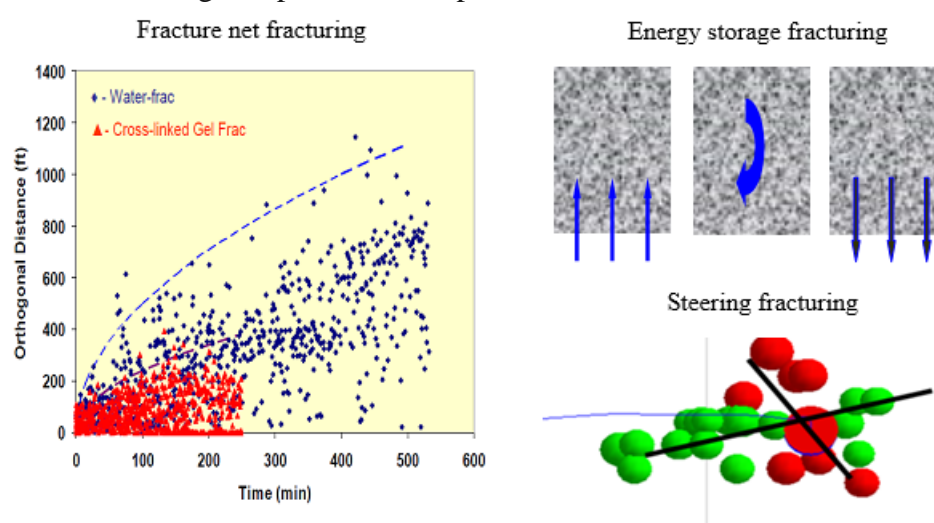 Fracture net fracturing
1400
1200
1000
800
600
400
200
0
0 100 200 300 400 500 600
Orthogonal Distance (ft)
Time (min)
- Water-frac
- Cross-linked Gel Frac
Energy storage fracturing
Steering fracturing